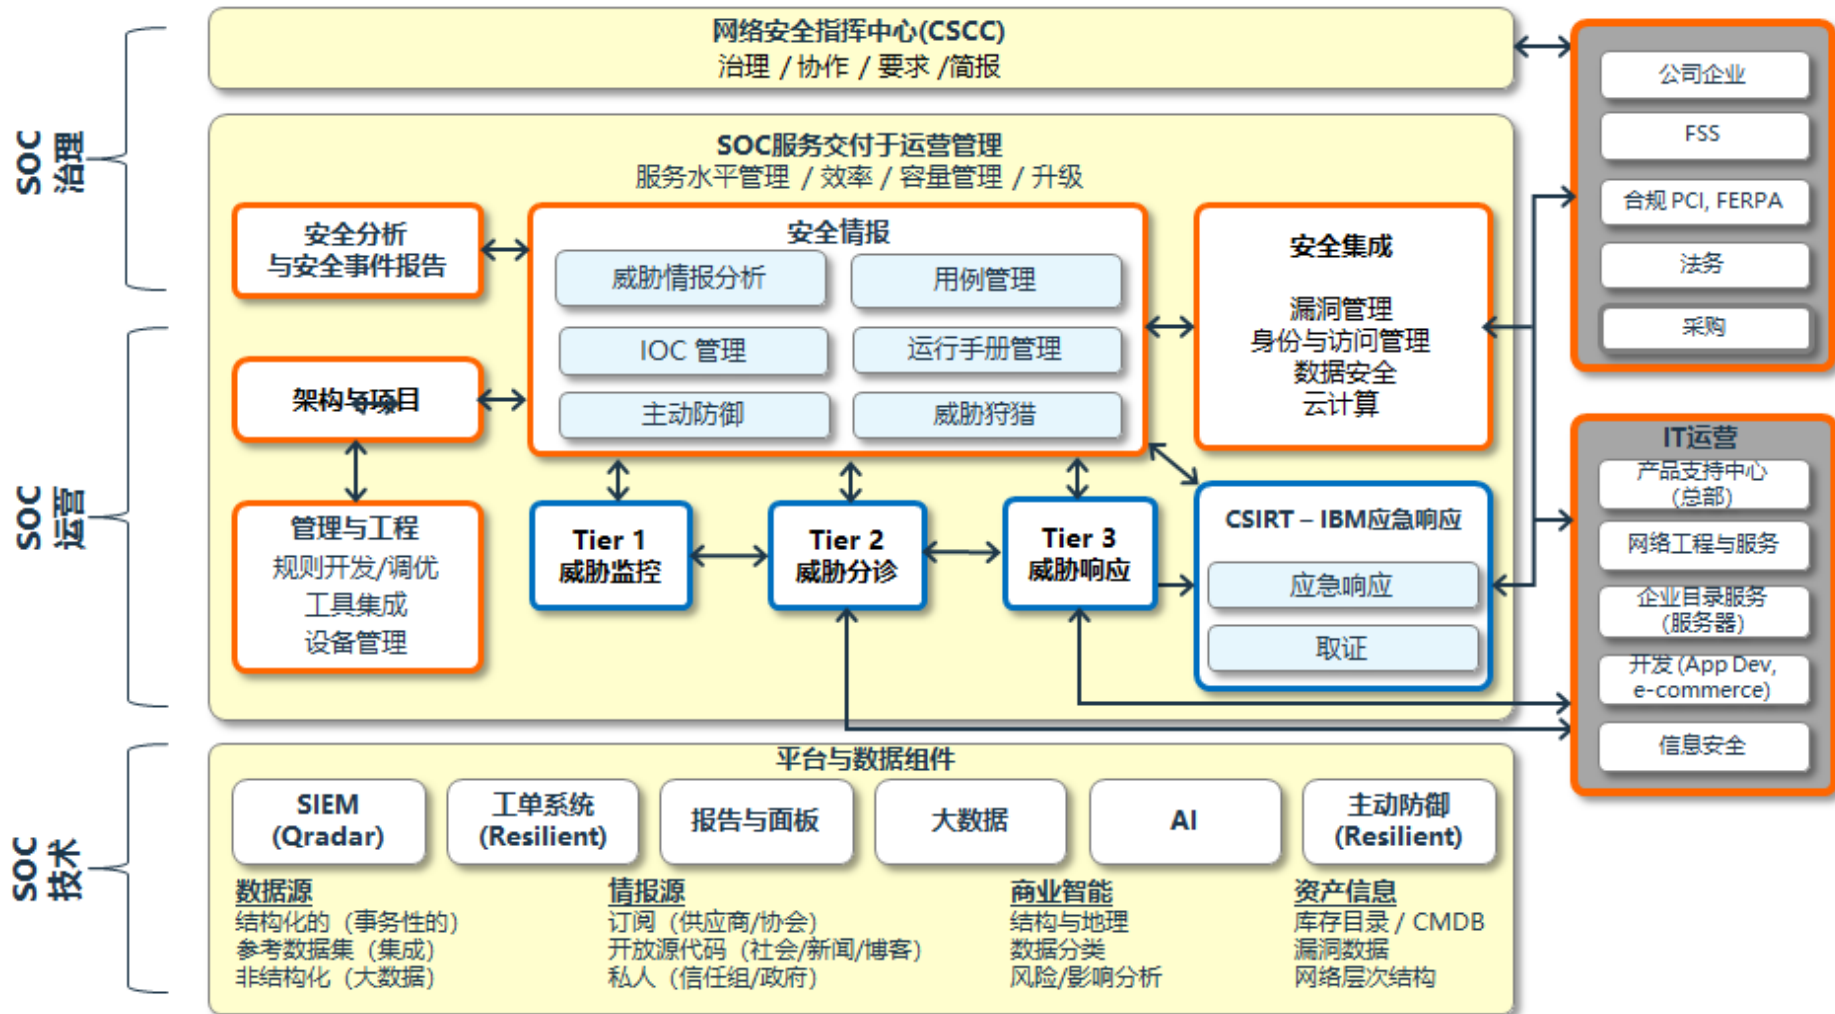 网络安全指挥中心(CSCC)
治理 / 协作 / 要求 /简报
SOC
治理
SOC服务交付于运营管理
服务水平管理 / 效率 / 容量管理 / 升级
安全分析
与安全事件报告
安全情报
威胁情报分析
用例管理
IOC 管理
运行手册管理
主动防御
威胁狩猎
安全集成
漏洞管理
身份与访问管理
数据安全
云计算
公司企业
FSS
合规 PCI, FERPA
法务
采购
SOC
运营
架构与项目
管理与工程
规则开发/调优
工具集成
设备管理
Tier 1
威胁监控
Tier 2
威胁分诊
Tier 3
威胁响应
CSIRT – IBM应急响应
应急响应
取证
IT运营
产品支持中心
(总部)
网络工程与服务
企业目录服务
(服务器)
开发 (App Dev,
e-commerce)
信息安全
SOC
技术
平台与数据组件
SIEM
(Qradar)
工单系统
(Resilient)
报告与面板
大数据
AI
主动防御
(Resilient)
数据源
结构化的（事务性的）
参考数据集（集成）
非结构化（大数据）
情报源
订阅（供应商/协会）
开放源代码（社会/新闻/博客）
私人（信任组/政府）
商业智能
结构与地理
数据分类
风险/影响分析
资产信息
库存目录 / CMDB
漏洞数据
网络层次结构